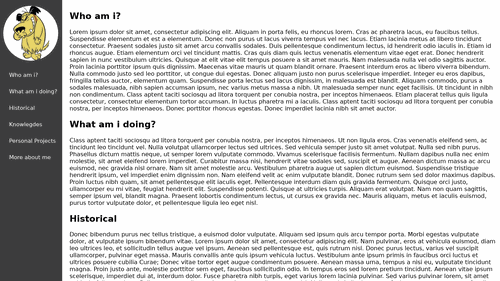 Who am i?
What am i doing?
Historical
Knowlegdes
Personal Projects
More about me
Who am i?
Lorem ipsum dolor sit amet, consectetur adipiscing elit. Aliquam in porta felis, eu rhoncus lorem. Cras ac pharetra lacus, eu faucibus tellus.
Suspendisse elementum et est a elementum. Donec non purus ut lacus viverra tempus vel nec lacus. Etiam lacinia metus at libero tincidunt
consectetur. Praesent sodales justo sit amet arcu convallis sodales. Duis pellentesque condimentum lectus, id hendrerit odio iaculis in. Etiam id
rhoncus augue. Etiam elementum orci vel tincidunt mattis. Cras quis diam quis lectus venenatis elementum vitae eget erat. Donec hendrerit
sapien in nunc vestibulum ultricies. Quisque at elit vitae elit tempus posuere a sit amet mauris. Nam malesuada nulla vel odio sagittis auctor.
Proin lacinia porttitor ipsum quis dignissim. Maecenas vitae mauris ut quam blandit ornare. Praesent interdum eros ac libero viverra bibendum.
Nulla commodo justo sed leo porttitor, ut congue dui egestas. Donec aliquam justo non purus scelerisque imperdiet. Integer eu eros dapibus,
fringilla tellus auctor, elementum quam. Suspendisse porta lectus sed lacus dignissim, in malesuada est blandit. Aliquam commodo, purus a
sodales malesuada, nibh sapien accumsan ipsum, nec varius metus massa a nibh. Ut malesuada semper nunc eget facilisis. Ut tincidunt in nibh
non condimentum. Class aptent taciti sociosqu ad litora torquent per conubia nostra, per inceptos himenaeos. Etiam placerat tellus quis ligula
consectetur, consectetur elementum tortor accumsan. In luctus pharetra mi a iaculis. Class aptent taciti sociosqu ad litora torquent per conubia
nostra, per inceptos himenaeos. Donec porttitor rhoncus egestas. Donec imperdiet lacinia nibh sit amet auctor.
What am i doing?
Class aptent taciti sociosqu ad litora torquent per conubia nostra, per inceptos himenaeos. Ut non ligula eros. Cras venenatis eleifend sem, ac
tincidunt leo tincidunt vel. Nulla volutpat ullamcorper lectus sed ultrices. Sed vehicula semper justo sit amet volutpat. Nulla sed nibh purus.
Phasellus dictum mattis neque, ut semper lorem vulputate commodo. Vivamus scelerisque facilisis fermentum. Nullam dapibus nulla nec enim
molestie, sit amet eleifend lorem imperdiet. Curabitur massa nisi, hendrerit vitae sodales sed, suscipit et augue. Aenean dictum massa ac arcu
euismod, nec gravida nisi ornare. Nam sit amet molestie arcu. Vestibulum pharetra augue id sapien dictum euismod. Suspendisse tristique
hendrerit ipsum, vel imperdiet enim dignissim non. Nam eleifend velit ac enim vulputate blandit. Donec rutrum sem sed dolor maximus dapibus.
Proin luctus nibh quam, sit amet pellentesque elit iaculis eget. Pellentesque interdum diam quis gravida fermentum. Quisque orci justo,
ullamcorper eu mi vitae, feugiat hendrerit elit. Suspendisse potenti. Quisque at ultricies turpis. Aliquam erat volutpat. Nam non quam sagittis,
semper ipsum vel, blandit magna. Praesent lobortis condimentum lectus, ut cursus ex gravida nec. Mauris aliquam, metus et iaculis euismod,
purus tortor vulputate dolor, et pellentesque ligula leo eget nisl.
Historical
Donec bibendum purus nec tellus tristique, a euismod dolor vulputate. Aliquam sed ipsum quis arcu tempor porta. Morbi egestas vulputate
dolor, at vulputate ipsum bibendum vitae. Lorem ipsum dolor sit amet, consectetur adipiscing elit. Nam pulvinar, eros at vehicula euismod, diam
leo ultrices leo, et sollicitudin tellus augue vel ipsum. Aenean sed pellentesque est, quis rutrum nisl. Donec purus lectus, varius vel suscipit
ullamcorper, pulvinar eget massa. Mauris convallis ante quis ipsum vehicula luctus. Vestibulum ante ipsum primis in faucibus orci luctus et
ultrices posuere cubilia Curae; Donec vitae tortor eget augue condimentum posuere. Aenean massa uma, tempus a nisi eu, vulputate tincidunt
magna. Proin justo ante, molestie porttitor sem eget, faucibus sollicitudin odio. In tempus eros sed lorem pretium tincidunt. Aenean vitae ipsum
scelerisque, imperdiet dui at, interdum dolor. Fusce pharetra nibh turpis, eget varius lorem lacinia pulvinar. Sed varius pulvinar lorem, in